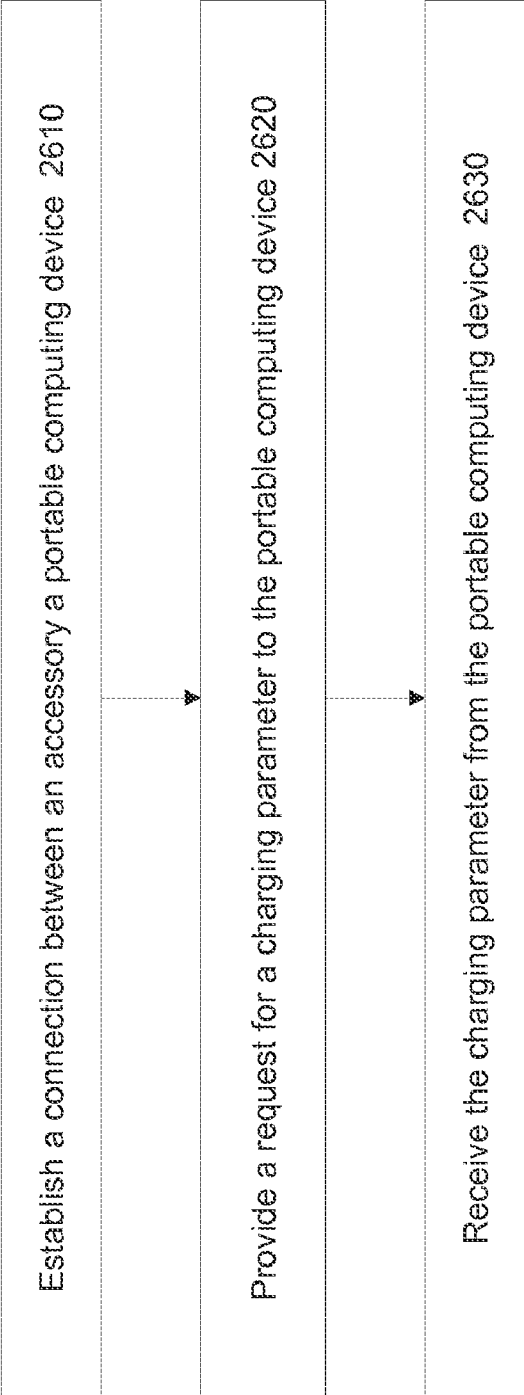 Establish a connection between an accessory a portable computing device 2610
Provide a request for a charging parameter to the portable computing device 2620
Receive the charging parameter from the portable computing device 2630